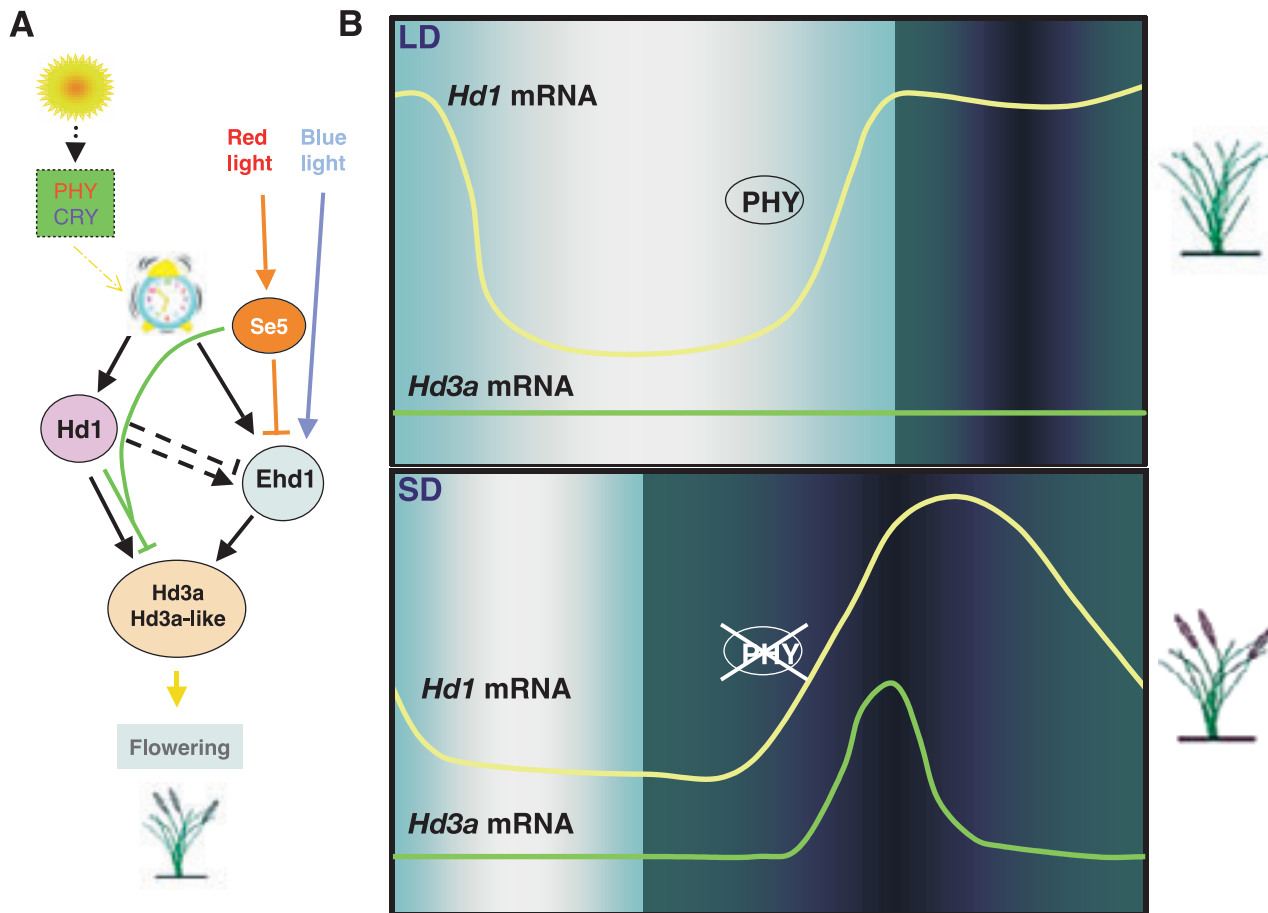 A
PHY
CRY
Red
light
Blue
light
Se5
Hd1
Ehd1
Hd3a
Hd3a-like
Flowering
B
LD
Hd1 mRNA
PHY
Hd3a mRNA
SD
PHY
Hd1 mRNA
Hd3a mRNA